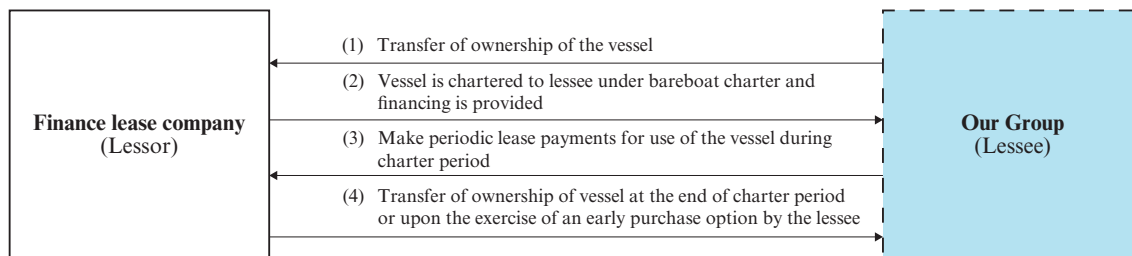 (1) Transfer of ownership of the vessel
(2) Vessel is chartered to lessee under bareboat charter and
financing is provided
Finance lease company
(Lessor)
(3) Make periodic lease payments for use of the vessel during
charter period
Our Group
(Lessee)
(4) Transfer of ownership of vessel at the end of charter period
or upon the exercise of an early purchase option by the lessee